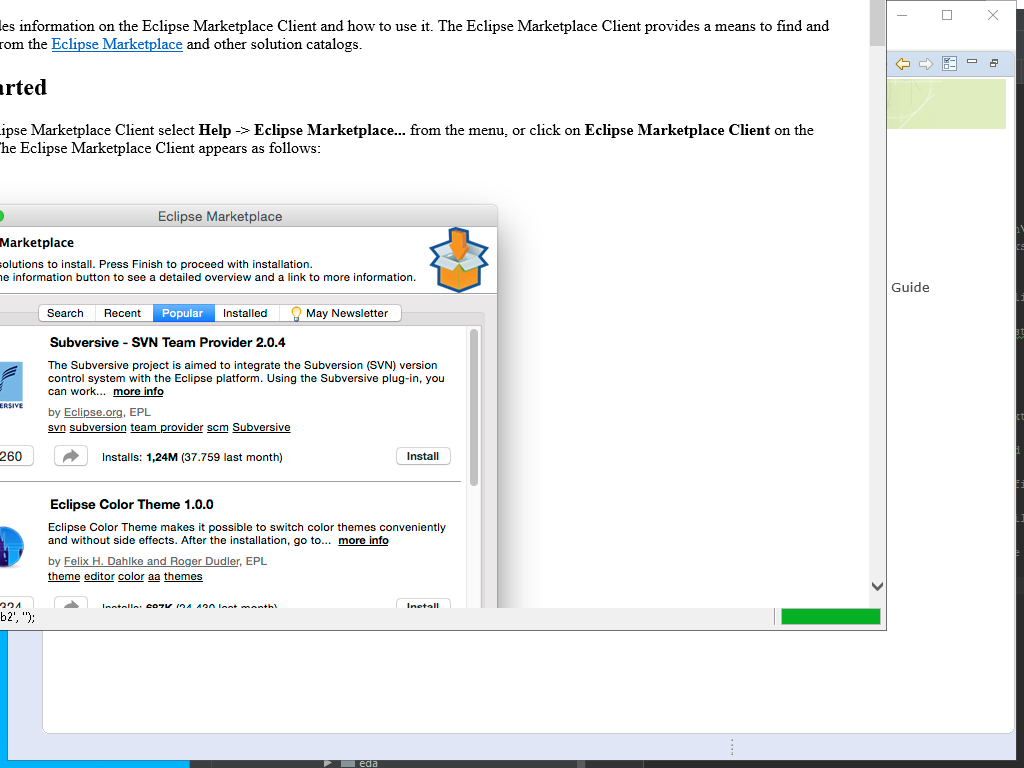 des information on the Eclipse Marketplace Client and how to use it. The Eclipse Marketplace Client provides a means to find and
rom the Eclipse Marketplace and other solution catalogs.
arted
lipse Marketplace Client select Help -> Eclipse Marketplace... from the menu, or click on Eclipse Marketplace Client on the
The Eclipse Marketplace Client appears as follows:
Eclipse Marketplace
Marketplace
solutions to install. Press Finish to proceed with installation.
he information button to see a detailed overview and a link to more information.
Guide
Search Recent Popular Installed May Newsletter
Subversive - SVN Team Provider 2.0.4
The Subversive project is aimed to integrate the Subversion (SVN) version
control system with the Eclipse platform. Using the Subversive plug-in, you
can work... more info
ERSIVE
by Eclipse.org, EPL
svn subversion team provider scm Subversive
260 Installs: 1,24M (37.759 last month) Install
Eclipse Color Theme 1.0.0
Eclipse Color Theme makes it possible to switch color themes conveniently
and without side effects. After the installation, go to... more info
by Felix H. Dahlke and Roger Dudler, EPL
theme editor color aa themes
224 Installs: 687K (24.430 last month) Install
b2', '');
eda